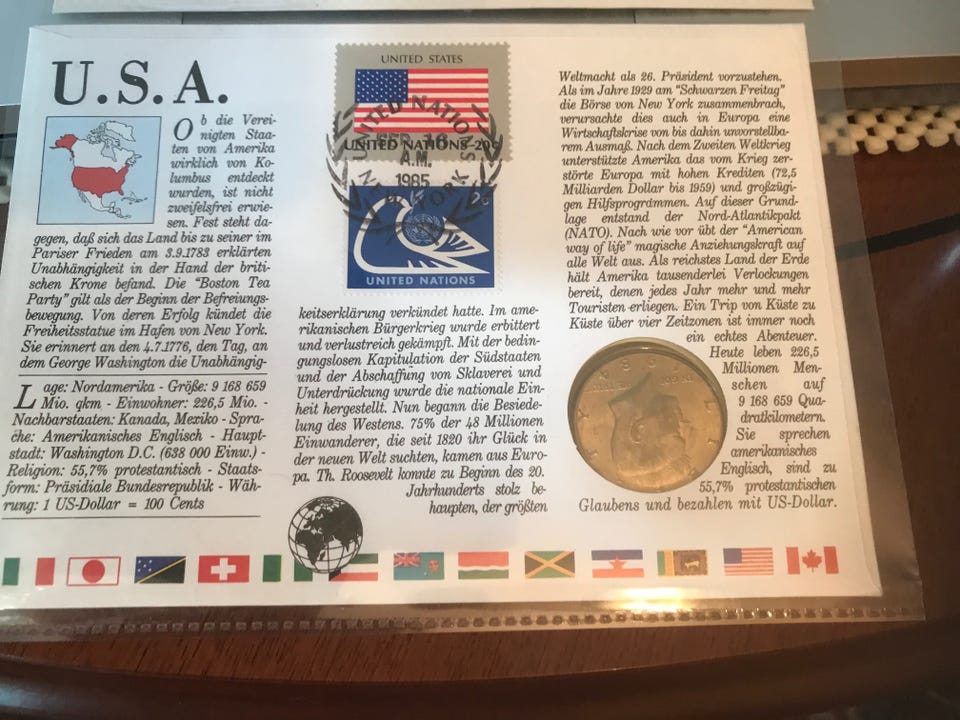 U.S.A.
Ob die Verei-
nigten Staa-
ten von Amerika
wirklich von Ko-
lumbus entdeckt
wurden, ist nicht
zweifelsfrei erwie-
sen. Fest steht da-
gegen, daß sich das Land bis zu seiner im
Pariser Frieden am 3.9.1783 erklärten
Unabhängigkeit in der Hand der briti-
schen Krone befand. Die "Boston Tea
Party" gilt als der Beginn der Befreiungs-
bewegung. Von deren Erfolg kündet die
Freiheitsstatue im Hafen von New York.
Sie erinnert an den 4.7.1776, den Tag, an
dem George Washington die Unabhängig-
Lage: Nordamerika - Größe: 9 168 659
Mio. qkm - Einwohner: 226,5 Mio. -
Nachbarstaaten: Kanada, Mexiko - Spra-
che: Amerikanisches Englisch - Haupt-
stadt: Washington D.C. (638 000 Einw.) -
Religion: 55,7% protestantisch - Staats-
form: Präsidiale Bundesrepublik - Wäh-
rung: 1 US-Dollar = 100 Cents
UNITED STATES
UNITED NATIONS 20c
UNITED NATIONS
SEP 16
A.M.
1985
NEW YORK
UNITED NATIONS
keitserklärung verkündet hatte. Im ame-
rikanischen Bürgerkrieg wurde erbittert
und verlustreich gekämpft. Mit der bedin-
gungslosen Kapitulation der Südstaaten
und der Abschaffung von Sklaverei und
Unterdrückung wurde die nationale Ein-
heit hergestellt. Nun begann die Besiede-
lung des Westens. 75% der 48 Millionen
Einwanderer, die seit 1820 ihr Glück in
der neuen Welt suchten, kamen aus Euro-
pa. Th. Roosevelt konnte zu Beginn des 20.
Jahrhunderts stolz be-
haupten, der größten
Weltmacht als 26. Präsident vorzustehen.
Als im Jahre 1929 am "Schwarzen Freitag"
die Börse von New York zusammenbrach,
verursachte dies auch in Europa eine
Wirtschaftskrise von bis dahin unvorstellba-
rem Ausmaß. Nach dem Zweiten Weltkrieg
unterstützte Amerika das vom Krieg zer-
störte Europa mit hohen Krediten (72,5
Milliarden Dollar bis 1959) und großzügi-
gen Hilfsprogrammen. Auf dieser Grund-
lage entstand der Nord-Atlantikpakt
(NATO). Nach wie vor übt der "American
way of life" magische Anziehungskraft auf
alle Welt aus. Als reichstes Land der Erde
hält Amerika tausenderlei Verlockungen
bereit, denen jedes Jahr mehr und mehr
Touristen erliegen. Ein Trip von Küste zu
Küste über vier Zeitzonen ist immer noch
ein echtes Abenteuer.
Heute leben 226,5
Millionen Men-
schen auf
9 168 659 Qua-
dratkilometern.
Sie sprechen
amerikanisches
Englisch, sind zu
55,7% protestantischen
Glaubens und bezahlen mit US-Dollar.